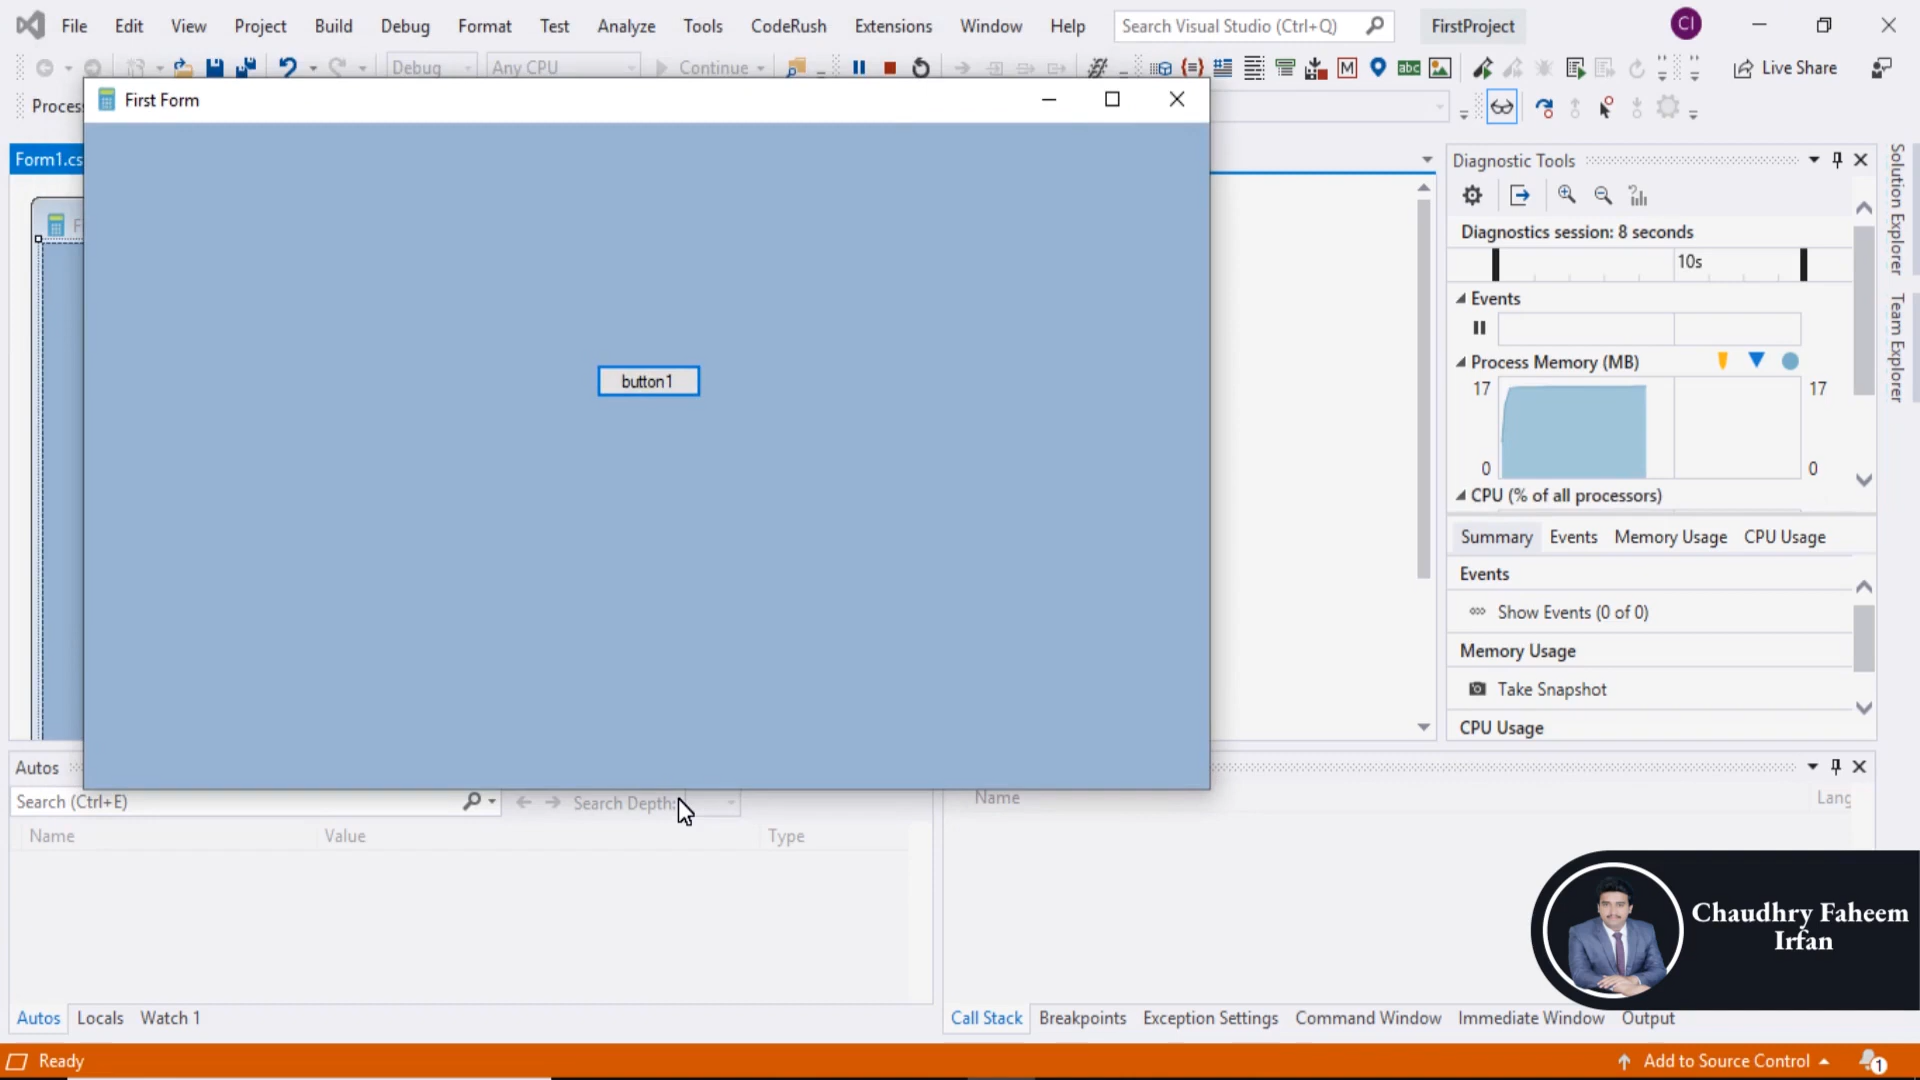 File Edit View Project Build Debug Format Test Analyze Tools CodeRush Extensions Window Help Search Visual Studio (Ctrl+Q) FirstProject CI
Debug Any CPU Continue abc Live Share
Proces
First Form
Form1.cs
F
button1
Diagnostic Tools
Diagnostics session: 8 seconds
10s
Events
Process Memory (MB)
17 17
0 0
CPU (% of all processors)
Summary Events Memory Usage CPU Usage
Events
Show Events (0 of 0)
Memory Usage
Take Snapshot
CPU Usage
Solution Explorer
Team Explorer
Autos
Search (Ctrl+E) Search Depth:
Name Value Type
Name Lang
Chaudhry Faheem
Irfan
Autos Locals Watch 1
Call Stack Breakpoints Exception Settings Command Window Immediate Window Output
Ready Add to Source Control 1